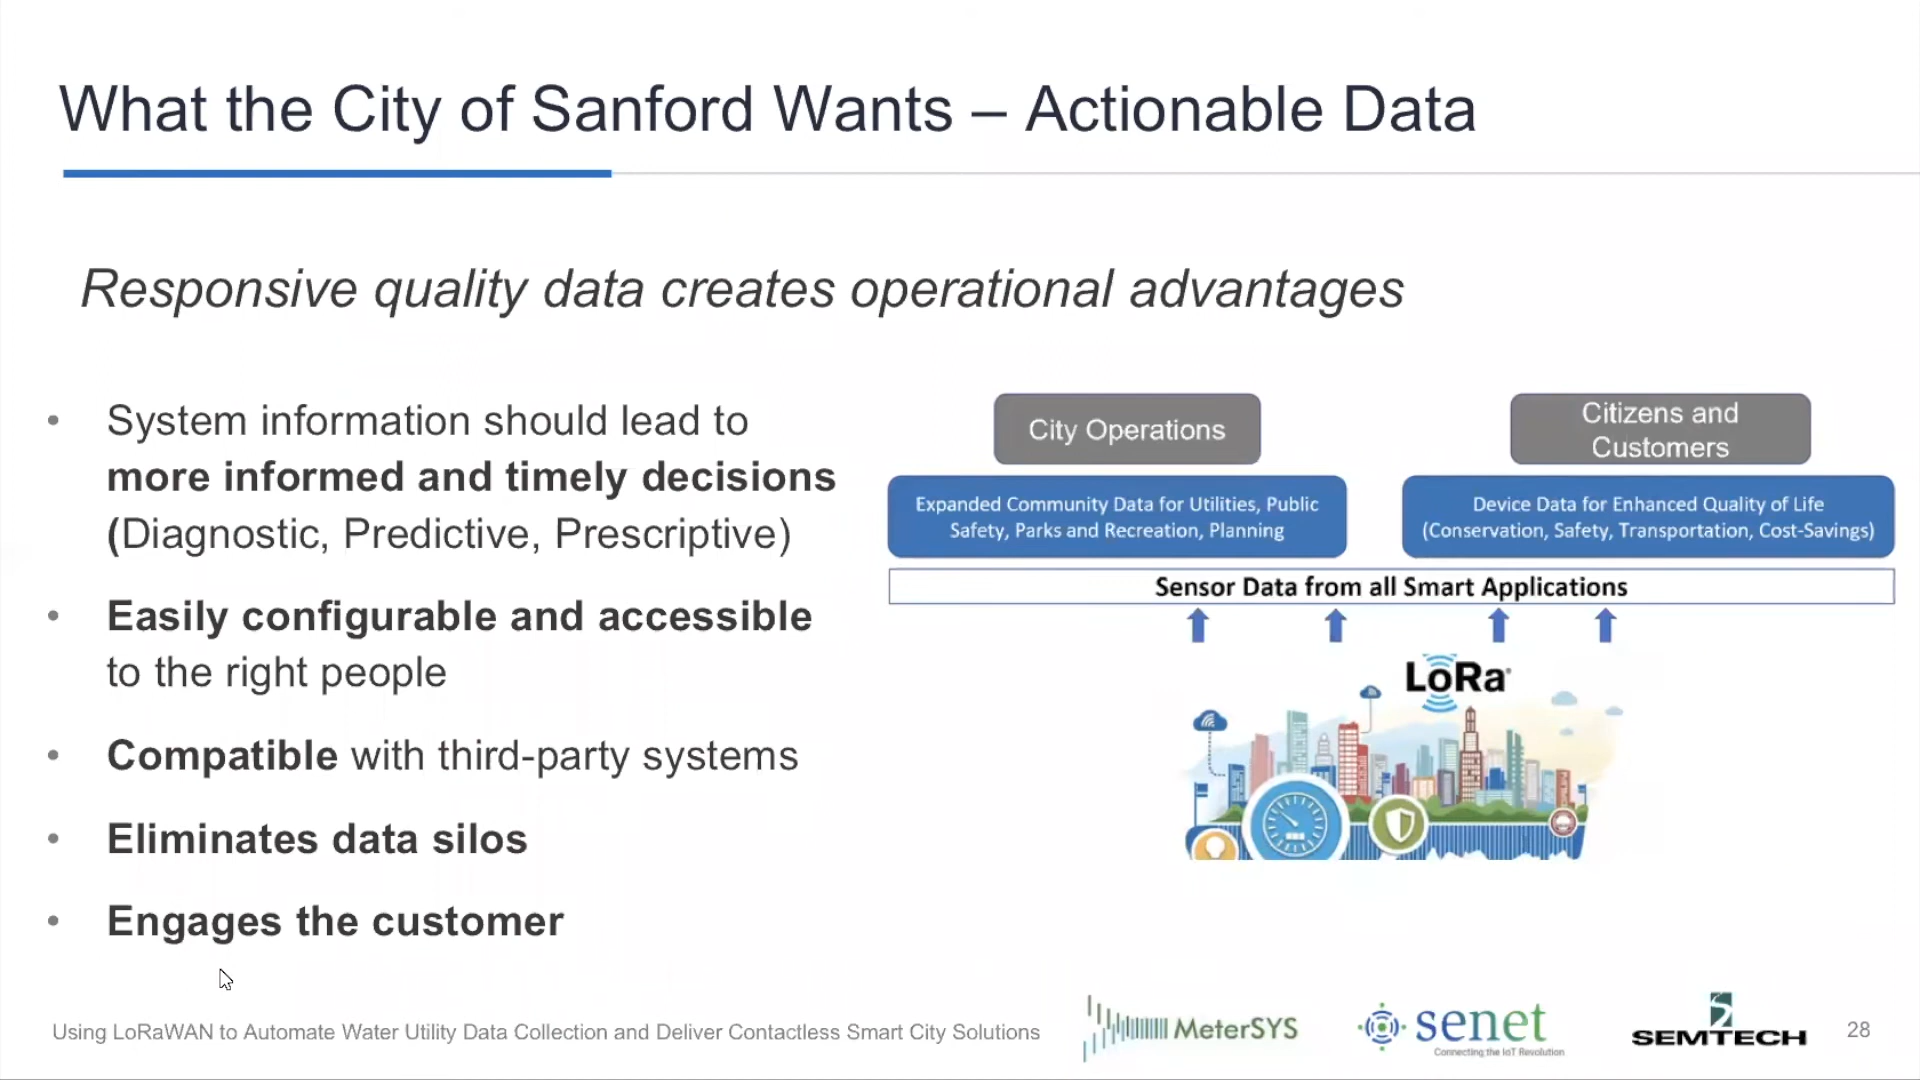 What the City of Sanford Wants – Actionable Data
Responsive quality data creates operational advantages
• System information should lead to
more informed and timely decisions
(Diagnostic, Predictive, Prescriptive)
• Easily configurable and accessible
to the right people
• Compatible with third-party systems
• Eliminates data silos
• Engages the customer
City Operations
Citizens and
Customers
Expanded Community Data for Utilities, Public
Safety, Parks and Recreation, Planning
Device Data for Enhanced Quality of Life
(Conservation, Safety, Transportation, Cost-Savings)
Sensor Data from all Smart Applications
LoRa®
Using LoRaWAN to Automate Water Utility Data Collection and Deliver Contactless Smart City Solutions
MeterSYS
senet
Connecting the IoT Revolution
SEMTECH
28